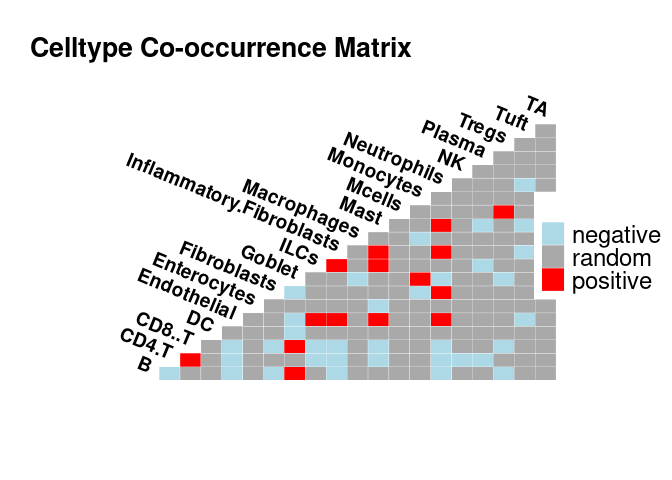 Celltype Co-occurrence Matrix
TA
Tuft
Tregs
Plasma
NK
Neutrophils
Monocytes
Mcells
Mast
Macrophages
Inflammatory.Fibroblasts
ILCs
Goblet
Fibroblasts
Enterocytes
Endothelial
DC
CD8..T
CD4.T
B
negative
random
positive